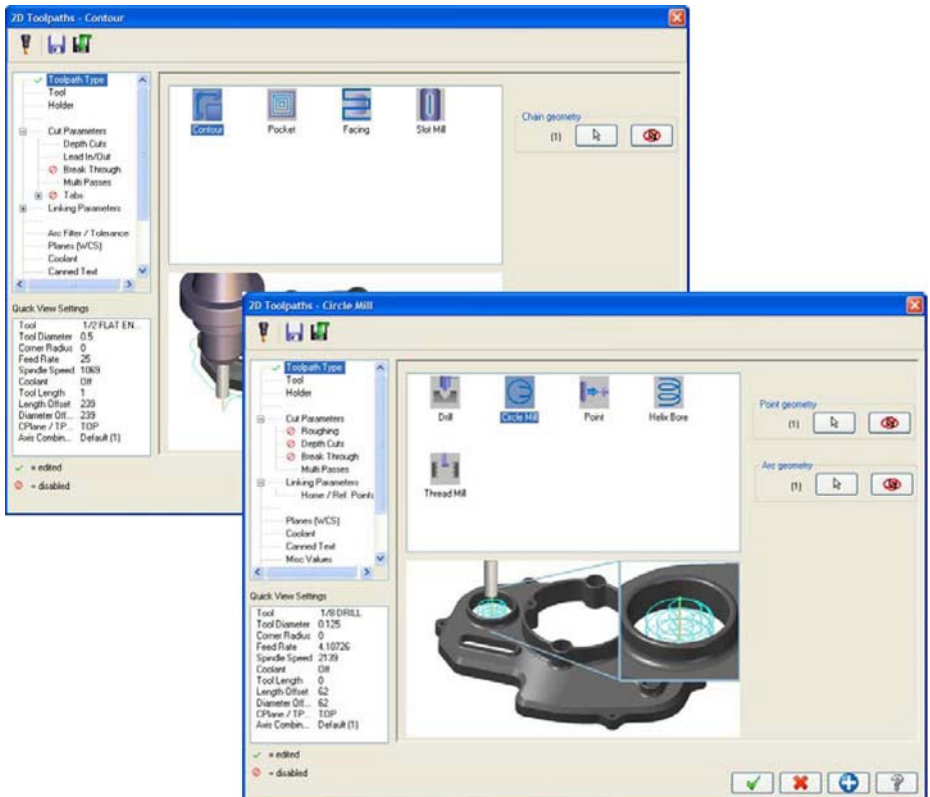 2D Toolpaths - Contour
Toolpath Type
Tool
Holder
Cut Parameters
Depth Cuts
Lead In/Out
Break Through
Multi Passes
Tabs
Linking Parameters
Arc Filter / Tolerance
Planes (WCS)
Coolant
Canned Text
Contour
Pocket
Facing
Slot Mill
Chain geometry
(1)
Quick View Settings
Tool 1/2 FLAT EN...
Tool Diameter 0.5
Corner Radius 0
Feed Rate 25
Spindle Speed 1069
Coolant Off
Tool Length 1
Length Offset 239
Diameter Off... 239
CPlane / TP... TOP
Axis Combin... Default (1)
= edited
= disabled
2D Toolpaths - Circle Mill
Toolpath Type
Tool
Holder
Cut Parameters
Roughing
Depth Cuts
Break Through
Multi Passes
Linking Parameters
Home / Ref. Points
Planes (WCS)
Coolant
Canned Text
Misc Values
Drill
Circle Mill
Point
Helix Bore
Thread Mill
Point geometry
(1)
Arc geometry
(1)
Quick View Settings
Tool 1/8 DRILL
Tool Diameter 0.125
Corner Radius 0
Feed Rate 4.10726
Spindle Speed 2139
Coolant Off
Tool Length 0
Length Offset 62
Diameter Off... 62
CPlane / TP... TOP
Axis Combin... Default (1)
= edited
= disabled